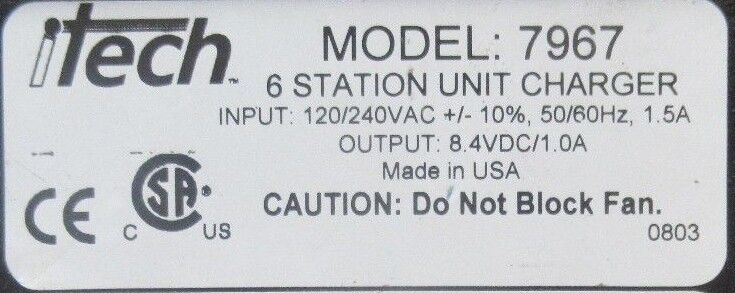 iTech™
MODEL: 7967
6 STATION UNIT CHARGER
INPUT: 120/240VAC +/- 10%, 50/60Hz, 1.5A
OUTPUT: 8.4VDC/1.0A
Made in USA
CE C SA® US
CAUTION: Do Not Block Fan.
0803